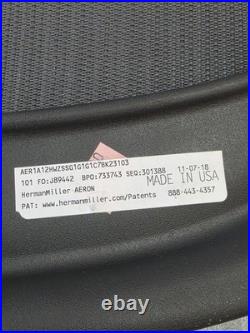 AER1A12HWZSSG1G1G1C7BK23103
101 FO:JB9442 BPO:733743 SEQ:301388 11-07-18
HermanMiller AERON MADE IN USA
PAT: www.hermanmiller.com/Patents 888-443-4357